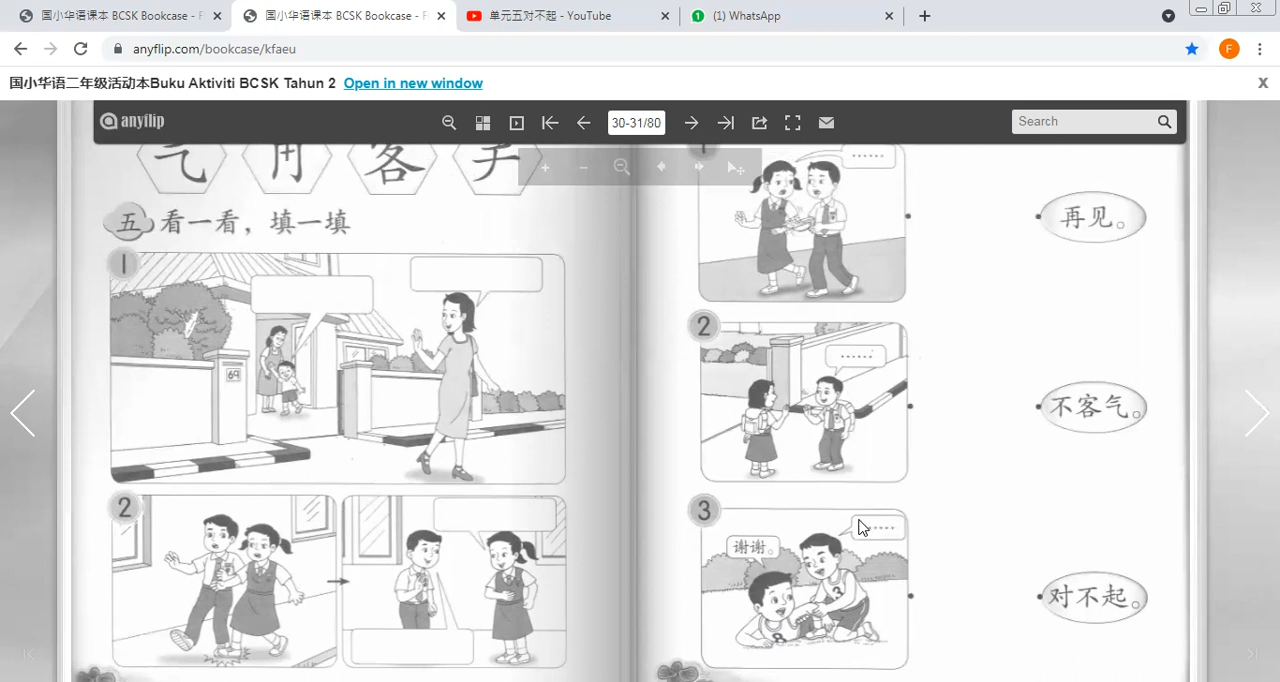 国小华语课本 BCSK Bookcase - F
国小华语课本 BCSK Bookcase - F
单元五对不起 - YouTube
1 WhatsApp
anyflip.com/bookcase/kfaeu
F
国小华语二年级活动本Buku Aktiviti BCSK Tahun 2 Open in new window
X
anyflip
30-31/80
Search
气 用 客 手
五 看一看，填一填
1
69
2
1
......
再见。
2
......
不客气。
3
谢谢。
3
8
对不起。